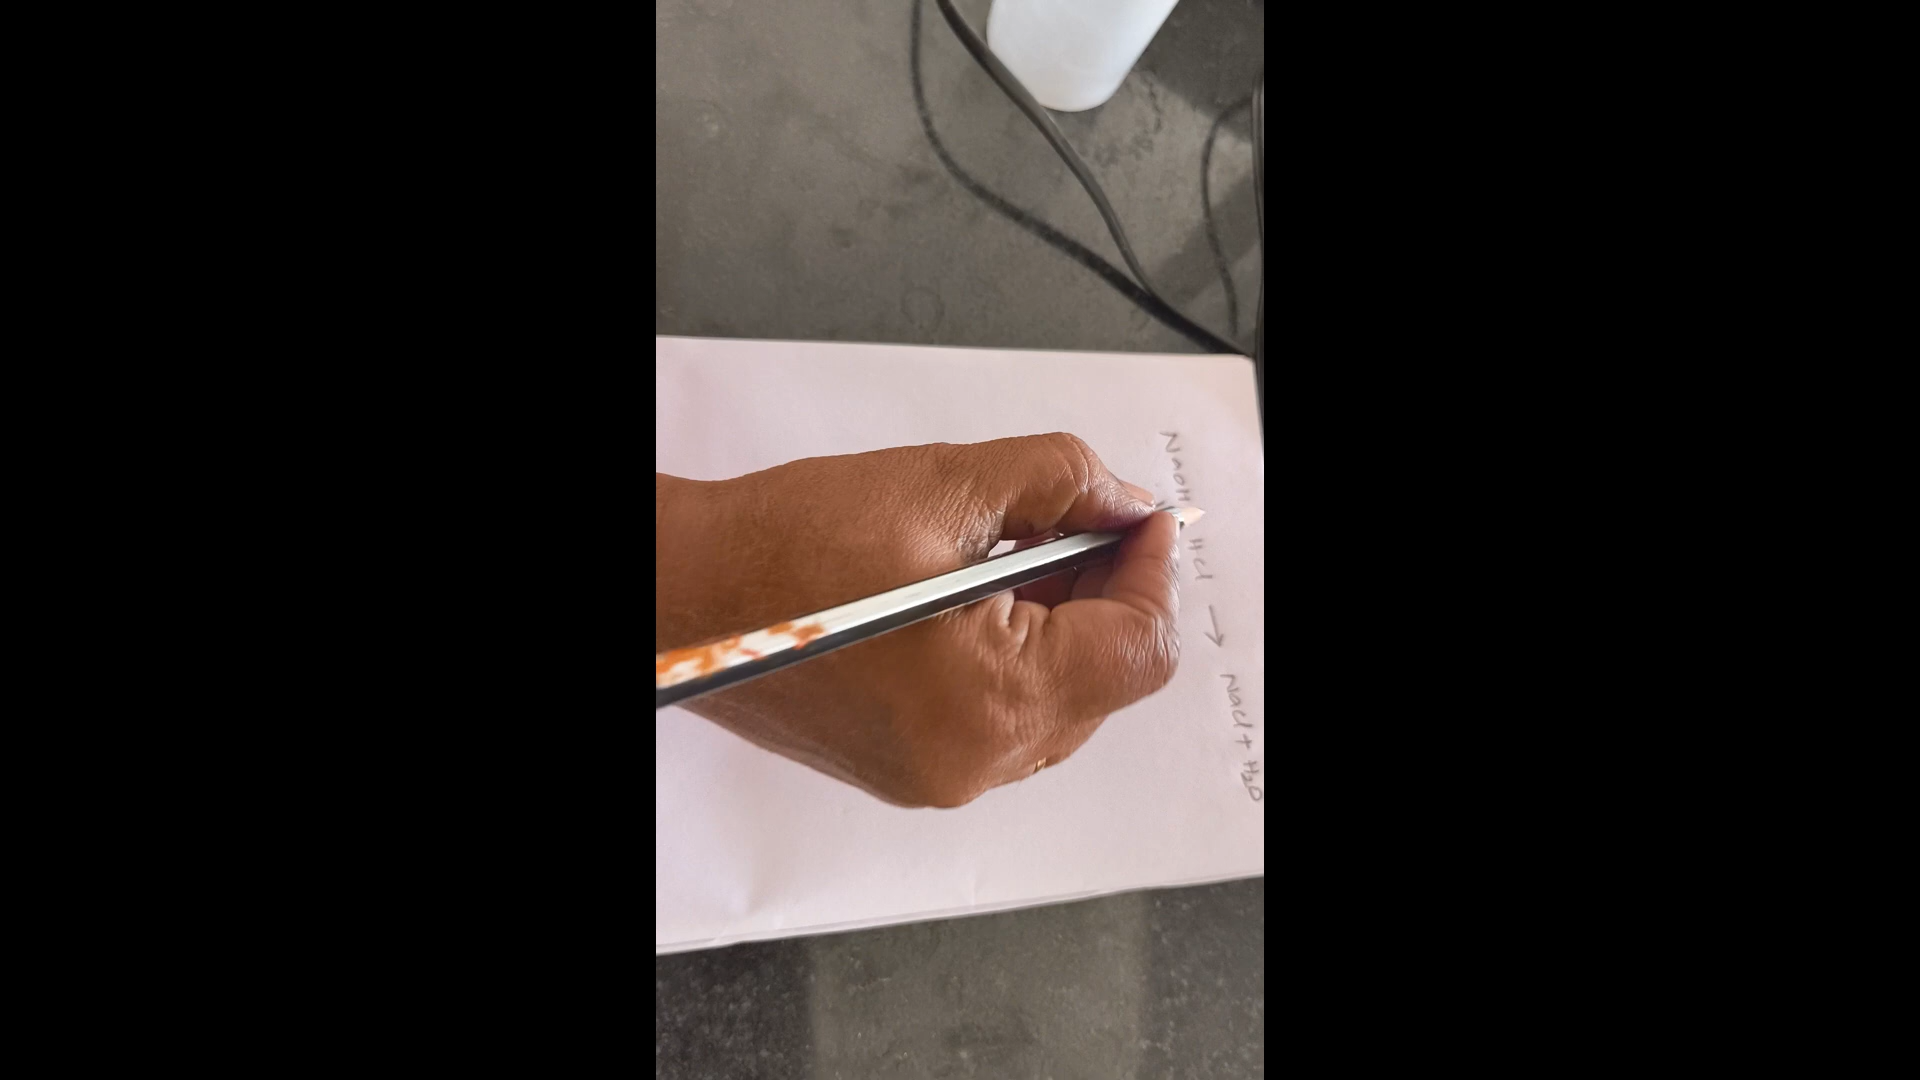 NaOH HCl → NaCl + H₂O